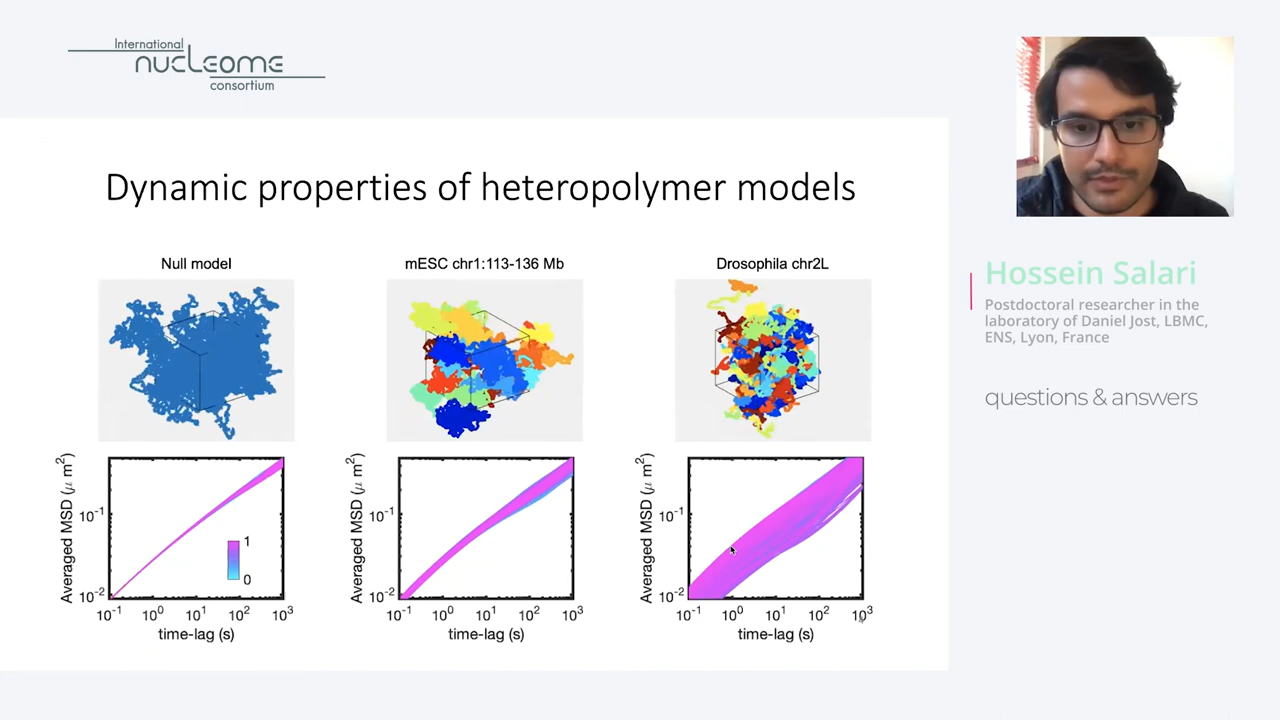 International
nucleome
consortium
Dynamic properties of heteropolymer models
Null model
mESC chr1:113-136 Mb
Drosophila chr2L
Averaged MSD (μ m²)
10⁻¹
10⁻²
1
0
10⁻¹ 10⁰ 10¹ 10² 10³
time-lag (s)
Averaged MSD (μ m²)
10⁻¹
10⁻²
10⁻¹ 10⁰ 10¹ 10² 10³
time-lag (s)
Averaged MSD (μ m²)
10⁻¹
10⁻²
10⁻¹ 10⁰ 10¹ 10² 10³
time-lag (s)
Hossein Salari
Postdoctoral researcher in the
laboratory of Daniel Jost, LBMC,
ENS, Lyon, France
questions & answers